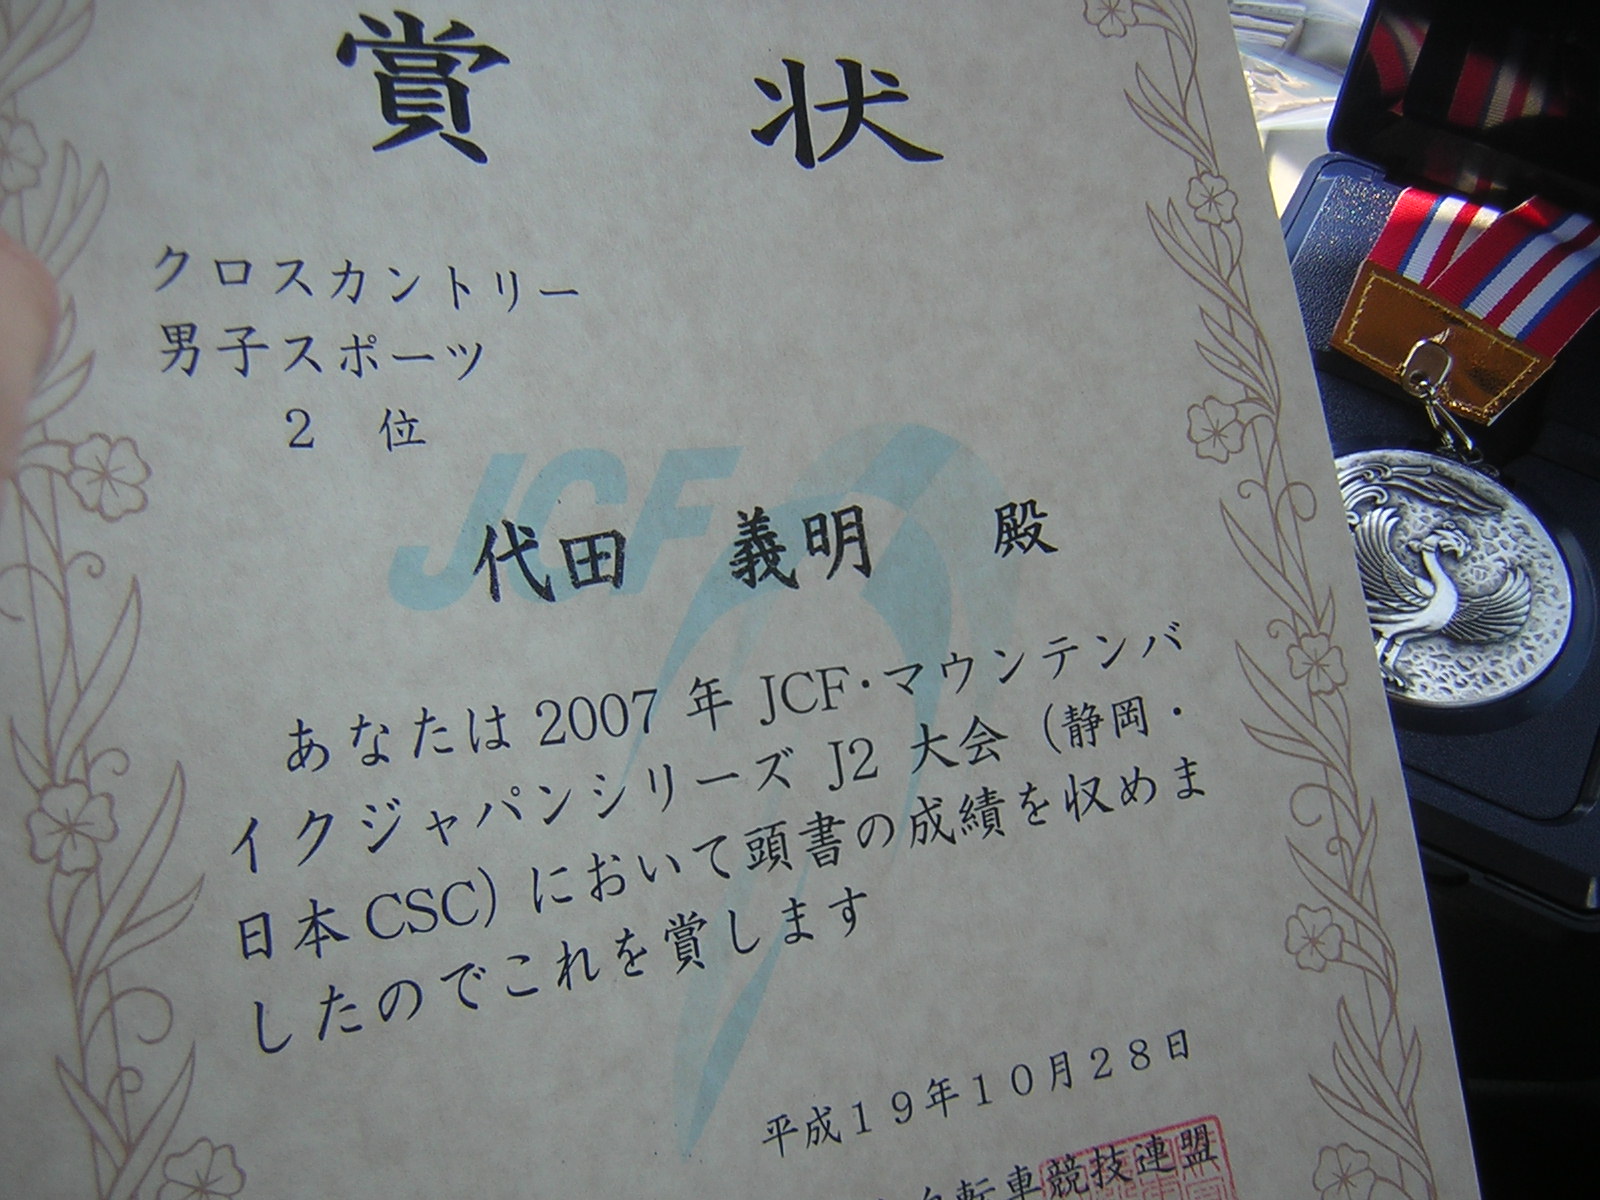 賞状
クロスカントリー
男子スポーツ
2 位
JCF
代田 義明 殿
あなたは 2007 年 JCF・マウンテンバ
イクジャパンシリーズ J2 大会（静岡・
日本 CSC）において頭書の成績を収めま
したのでこれを賞します
平成19年10月28日
自転車競技連盟